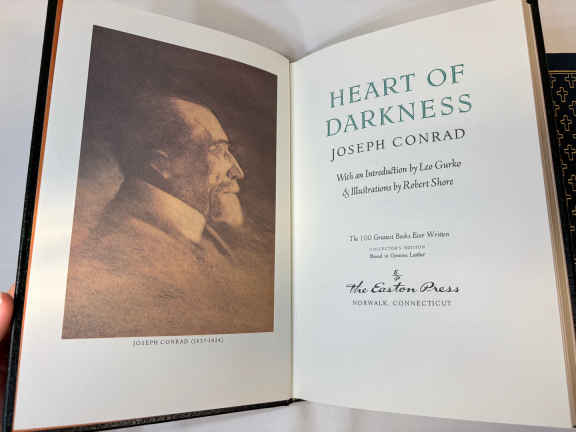 JOSEPH CONRAD (1857-1924)
HEART OF
DARKNESS
JOSEPH CONRAD
With an Introduction by Leo Gurko
& Illustrations by Robert Shore
The 100 Greatest Books Ever Written
COLLECTOR'S EDITION
Bound in Genuine Leather
The Easton Press
NORWALK, CONNECTICUT